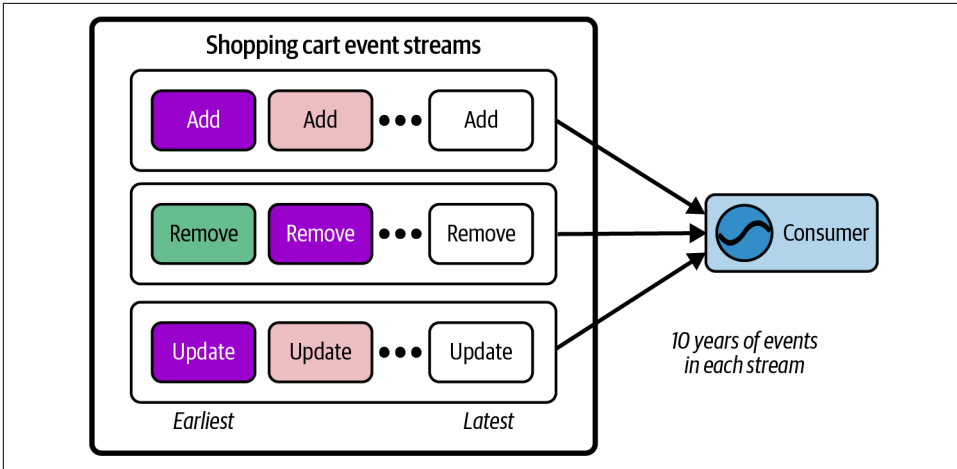 Shopping cart event streams
Add Add Add
Remove Remove Remove
Consumer
Update Update Update
10 years of events
in each stream
Earliest Latest